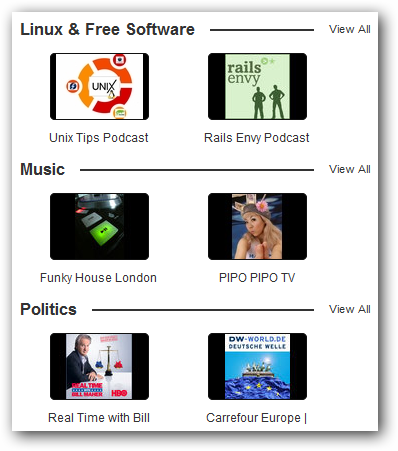 Linux & Free Software View All
UNIX
rails
envy
Unix Tips Podcast Rails Envy Podcast
Music View All
Funky House London PIPO PIPO TV
Politics View All
REAL TIME
WITH
BILL MAHER HBO
DW-WORLD.DE
DEUTSCHE WELLE
Real Time with Bill Carrefour Europe |